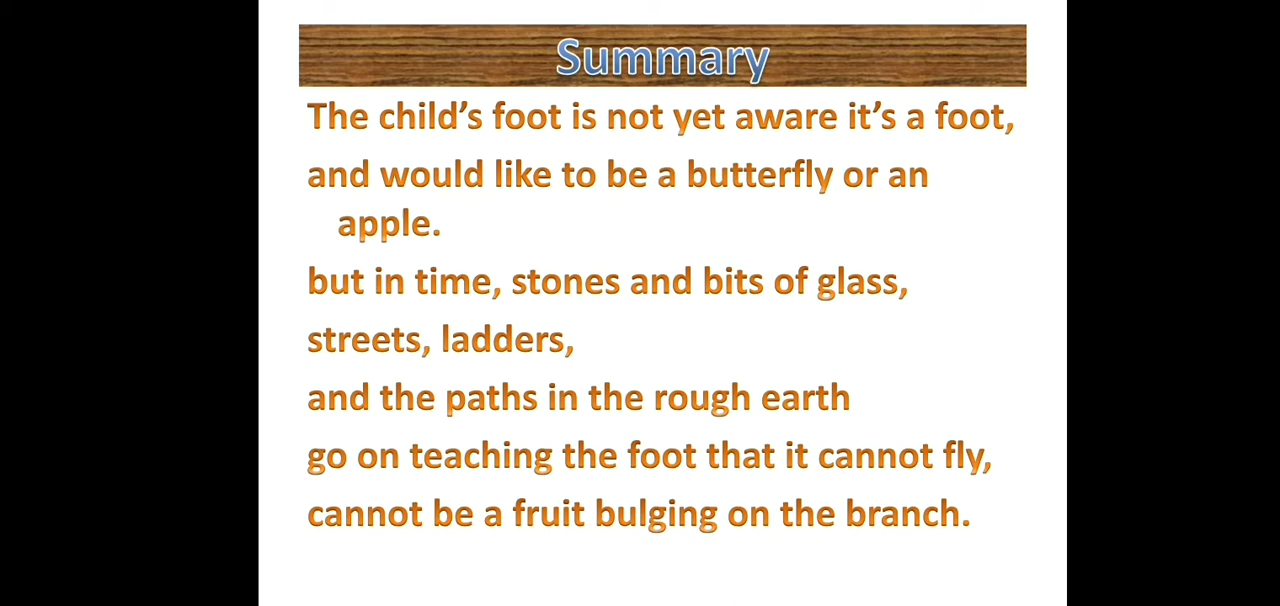 Summary
The child’s foot is not yet aware it’s a foot,
and would like to be a butterfly or an
apple.
but in time, stones and bits of glass,
streets, ladders,
and the paths in the rough earth
go on teaching the foot that it cannot fly,
cannot be a fruit bulging on the branch.